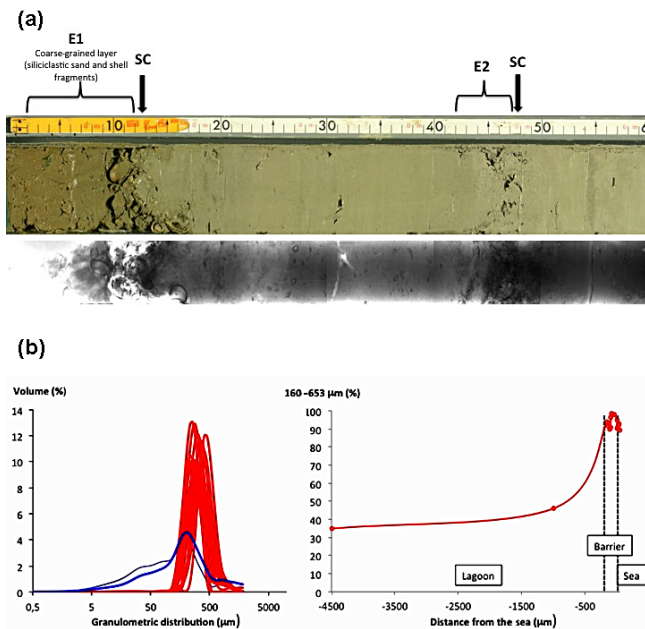 (a)
E1
Coarse-grained layer
(siliciclastic sand and shell
fragments)
SC
E2
SC
10
20
30
40
50
(b)
Volume (%)
14
12
10
8
6
4
2
0
0,5
5
50
500
5000
Granulometric distribution (µm)
160 –653 µm (%)
100
90
80
70
60
50
40
30
20
10
0
Lagoon
Barrier
Sea
-4500
-2500
-500
Distance from the sea (µm)